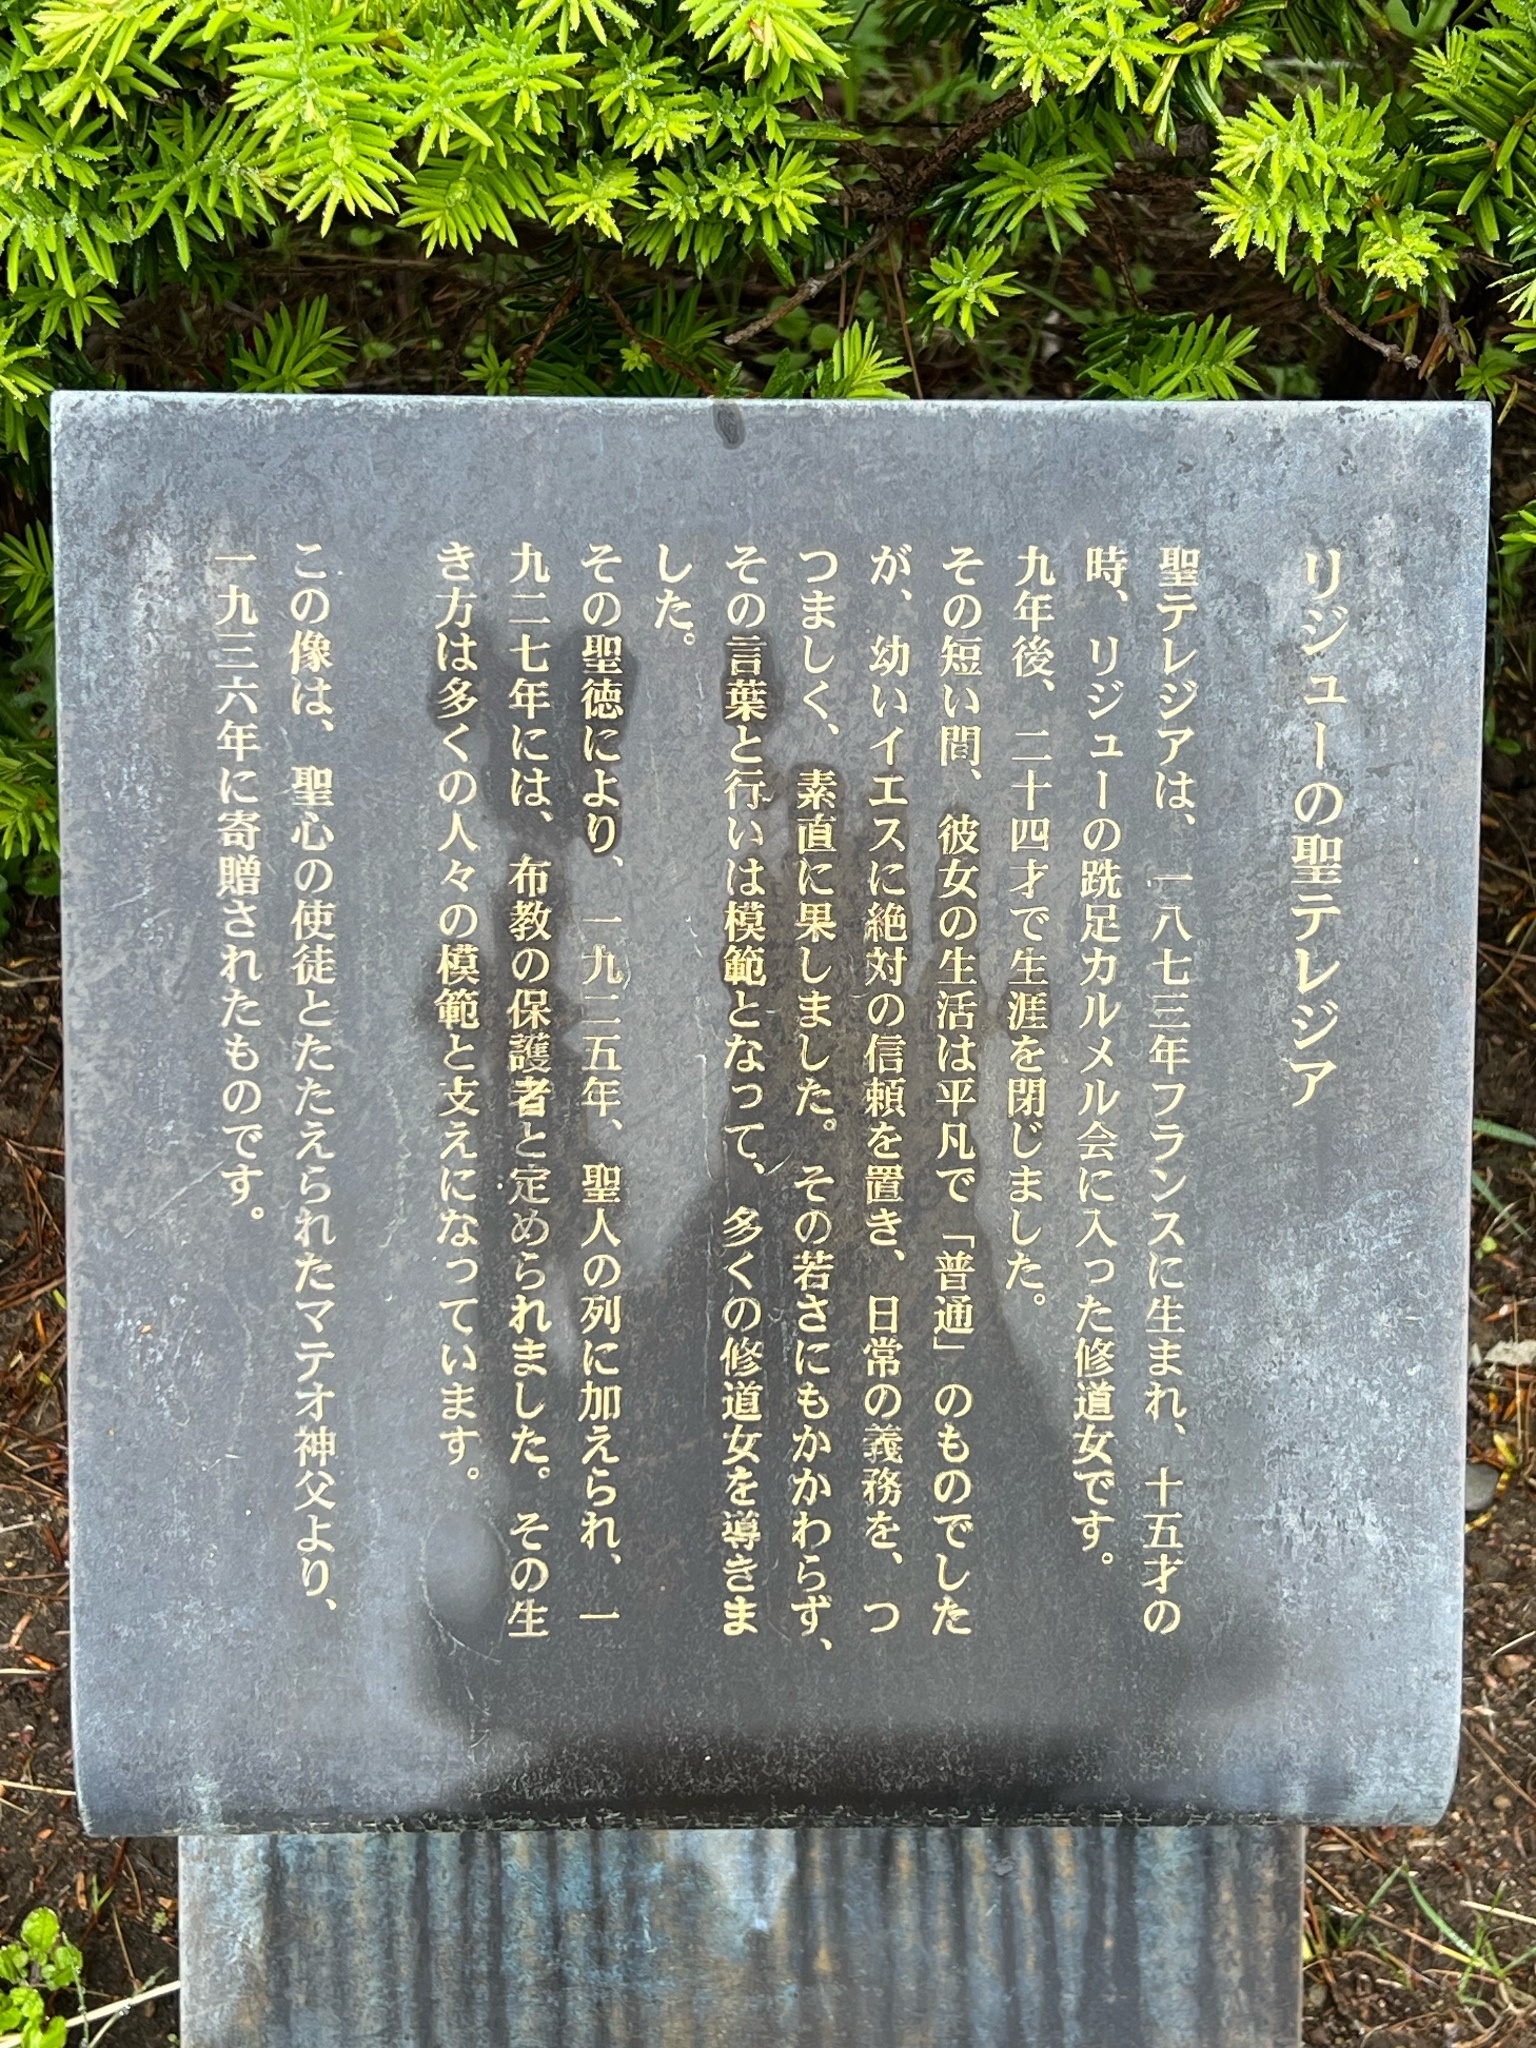 リジューの聖テレジア
聖テレジアは、一八七三年フランスに生まれ、十五才の
時、リジューの跣足カルメル会に入った修道女です。
九年後、二十四才で生涯を閉じました。
その短い間、彼女の生活は平凡で「普通」のものでした
が、幼いイエスに絶対の信頼を置き、日常の義務を、つ
つましく、素直に果しました。その若さにもかかわらず、
その言葉と行いは模範となって、多くの修道女を導きま
した。
その聖徳により、一九二五年、聖人の列に加えられ、一
九二七年には、布教の保護者と定められました。その生
き方は多くの人々の模範と支えになっています。
この像は、聖心の使徒とたたえられたマテオ神父より、
一九三六年に寄贈されたものです。